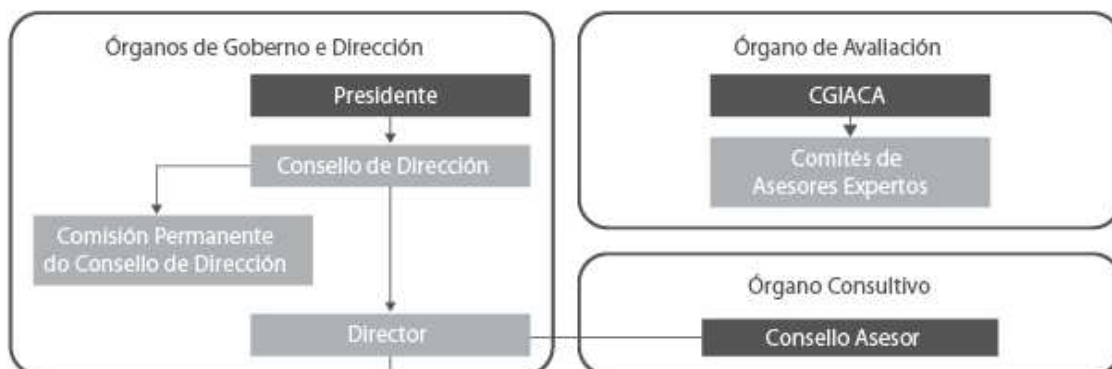 Órganos de Goberno e Dirección
Presidente
Consello de Dirección
Comisión Permanente
do Consello de Dirección
Director
Órgano de Avaliación
CGIACA
Comités de
Asesores Expertos
Órgano Consultivo
Consello Asesor